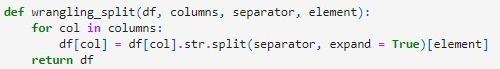 def wrangling_split(df, columns, separator, element):
    for col in columns:
        df[col] = df[col].str.split(separator, expand = True)[element]
    return df